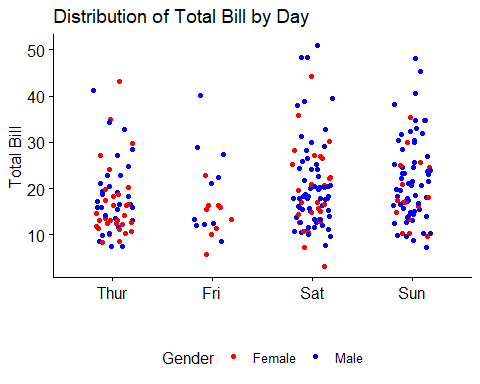 Distribution of Total Bill by Day
Total Bill
50
40
30
20
10
Thur Fri Sat Sun
Gender Female Male